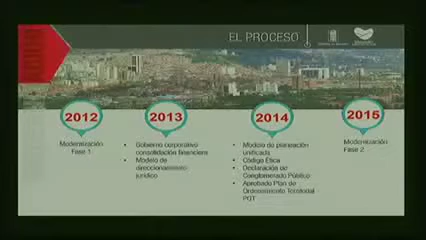 EL PROCESO
2012
2013
2014
2015
Modernización
Fase 1
• Gobierno corporativo
consolidación financiera
• Modelo de
direccionamiento
jurídico
• Modelo de planeación
unificada
• Código Ética
• Declaración de
Conglomerado Público
• Aprobado Plan de
Ordenamiento Territorial -
POT
Modernización
Fase 2